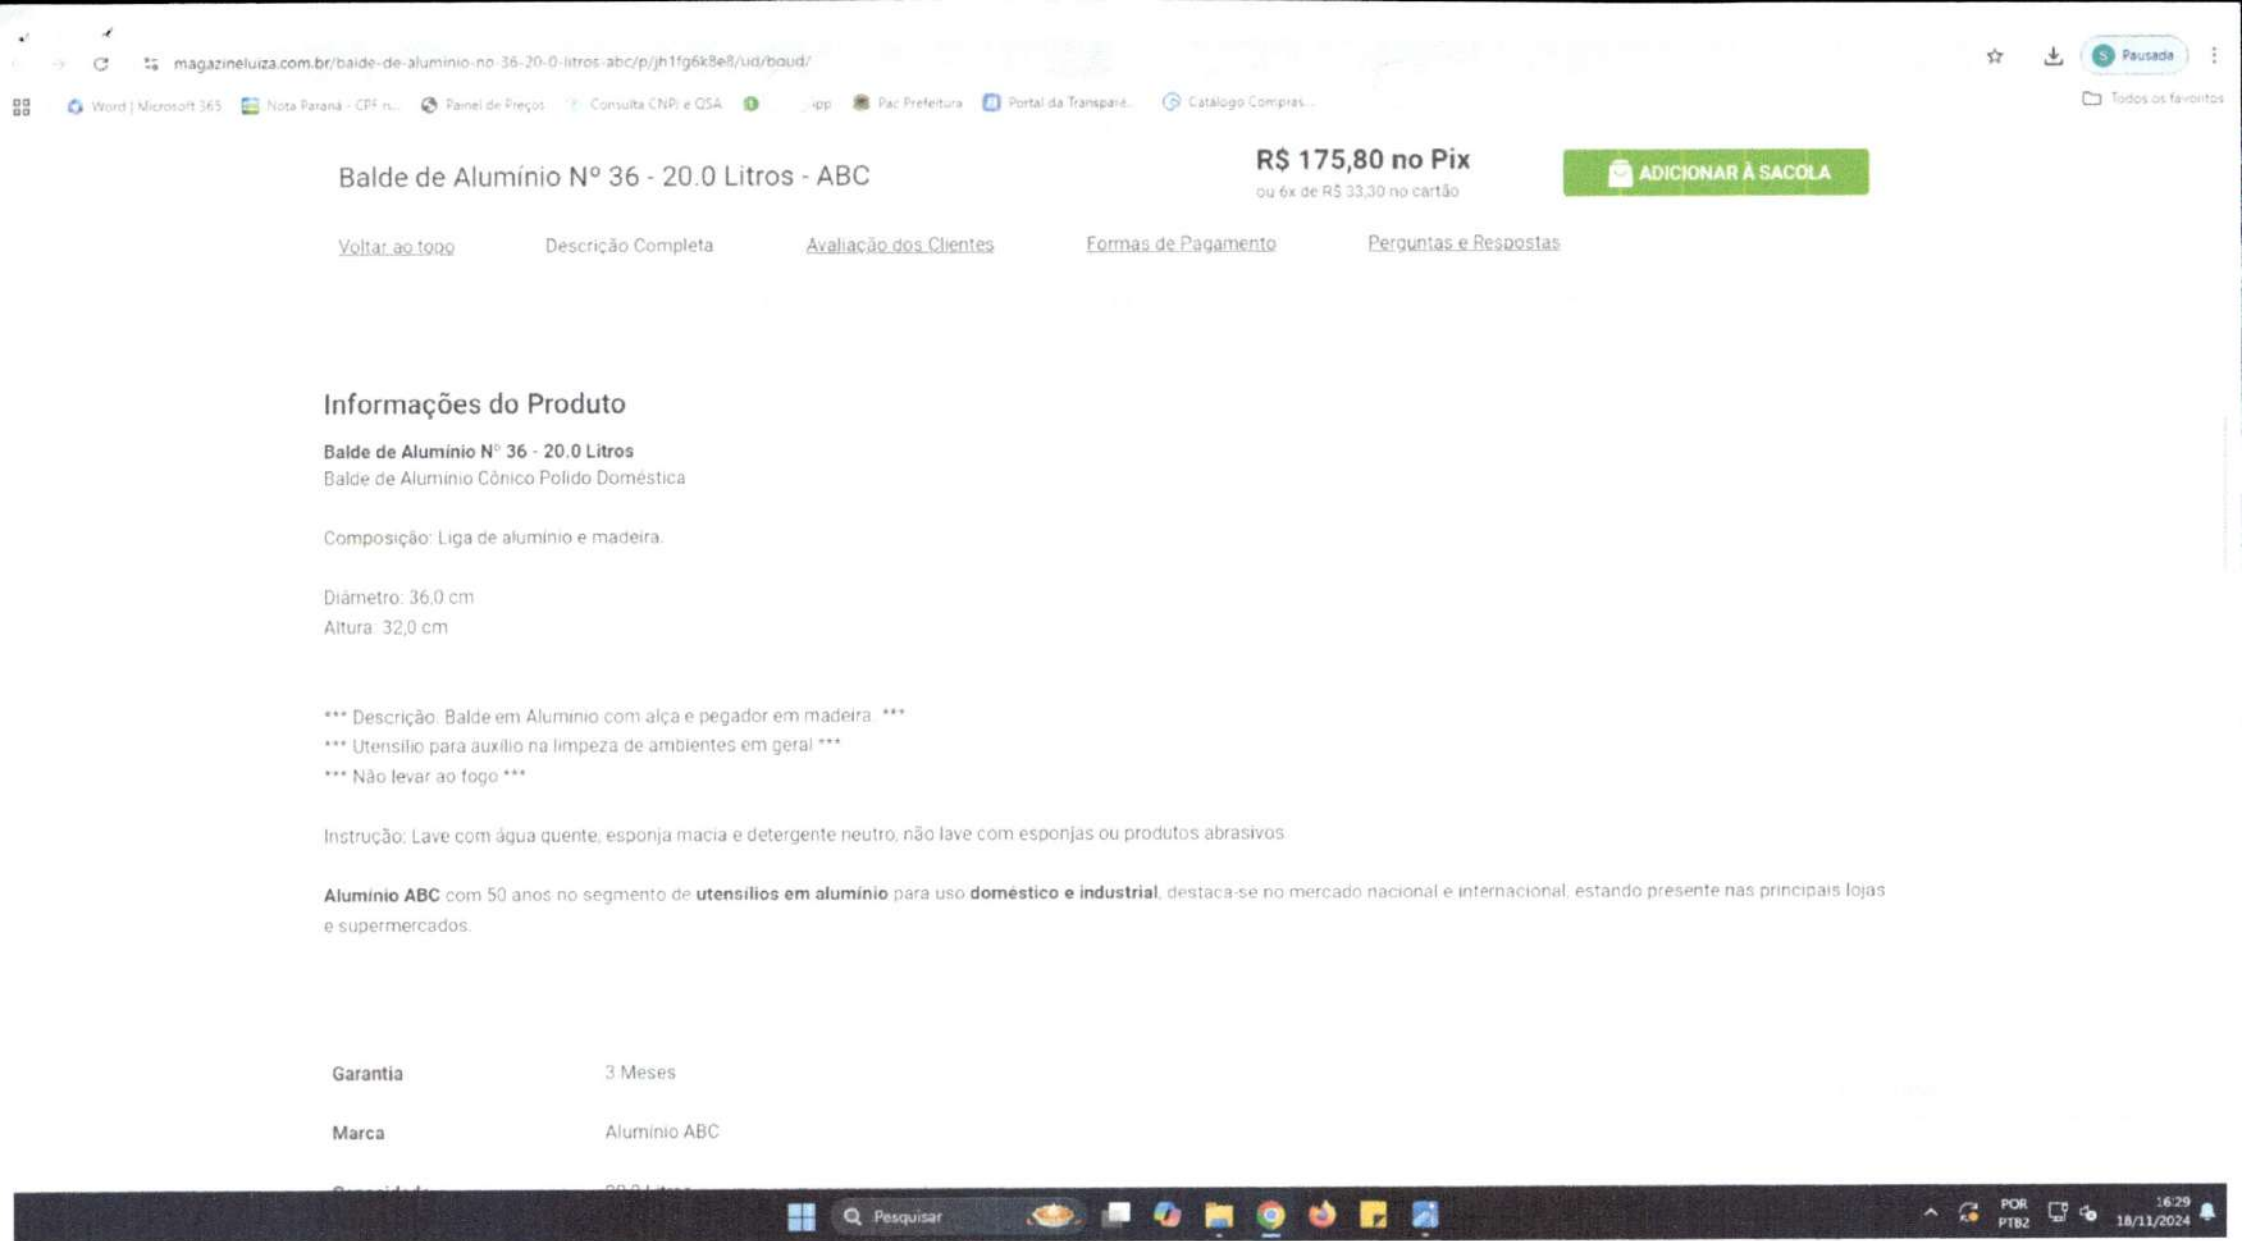 magazineluiza.com.br/balde-de-aluminio-no-36-20-0-litros-abc/p/jh1fg6k8e8/ud/boud/
Pausada
Word | Microsoft 365 Nota Paraná - CPF n... Painel de Preços Consulta CNPJ e QSA pp Pac Prefeitura Portal da Transpare... Catálogo Compras... Todos os favoritos
Balde de Alumínio Nº 36 - 20.0 Litros - ABC
R$ 175,80 no Pix
ou 6x de R$ 33,30 no cartão
ADICIONAR À SACOLA
Voltar ao topo Descrição Completa Avaliação dos Clientes Formas de Pagamento Perguntas e Respostas
Informações do Produto
Balde de Alumínio Nº 36 - 20.0 Litros
Balde de Alumínio Cônico Polido Doméstica
Composição: Liga de alumínio e madeira.
Diâmetro: 36,0 cm
Altura: 32,0 cm
*** Descrição: Balde em Alumínio com alça e pegador em madeira. ***
*** Utensílio para auxílio na limpeza de ambientes em geral ***
*** Não levar ao fogo ***
Instrução: Lave com água quente, esponja macia e detergente neutro, não lave com esponjas ou produtos abrasivos.
Alumínio ABC com 50 anos no segmento de utensílios em alumínio para uso doméstico e industrial, destaca-se no mercado nacional e internacional, estando presente nas principais lojas
e supermercados.
Garantia 3 Meses
Marca Alumínio ABC
Pesquisar
POR
PTB2
16:29
18/11/2024